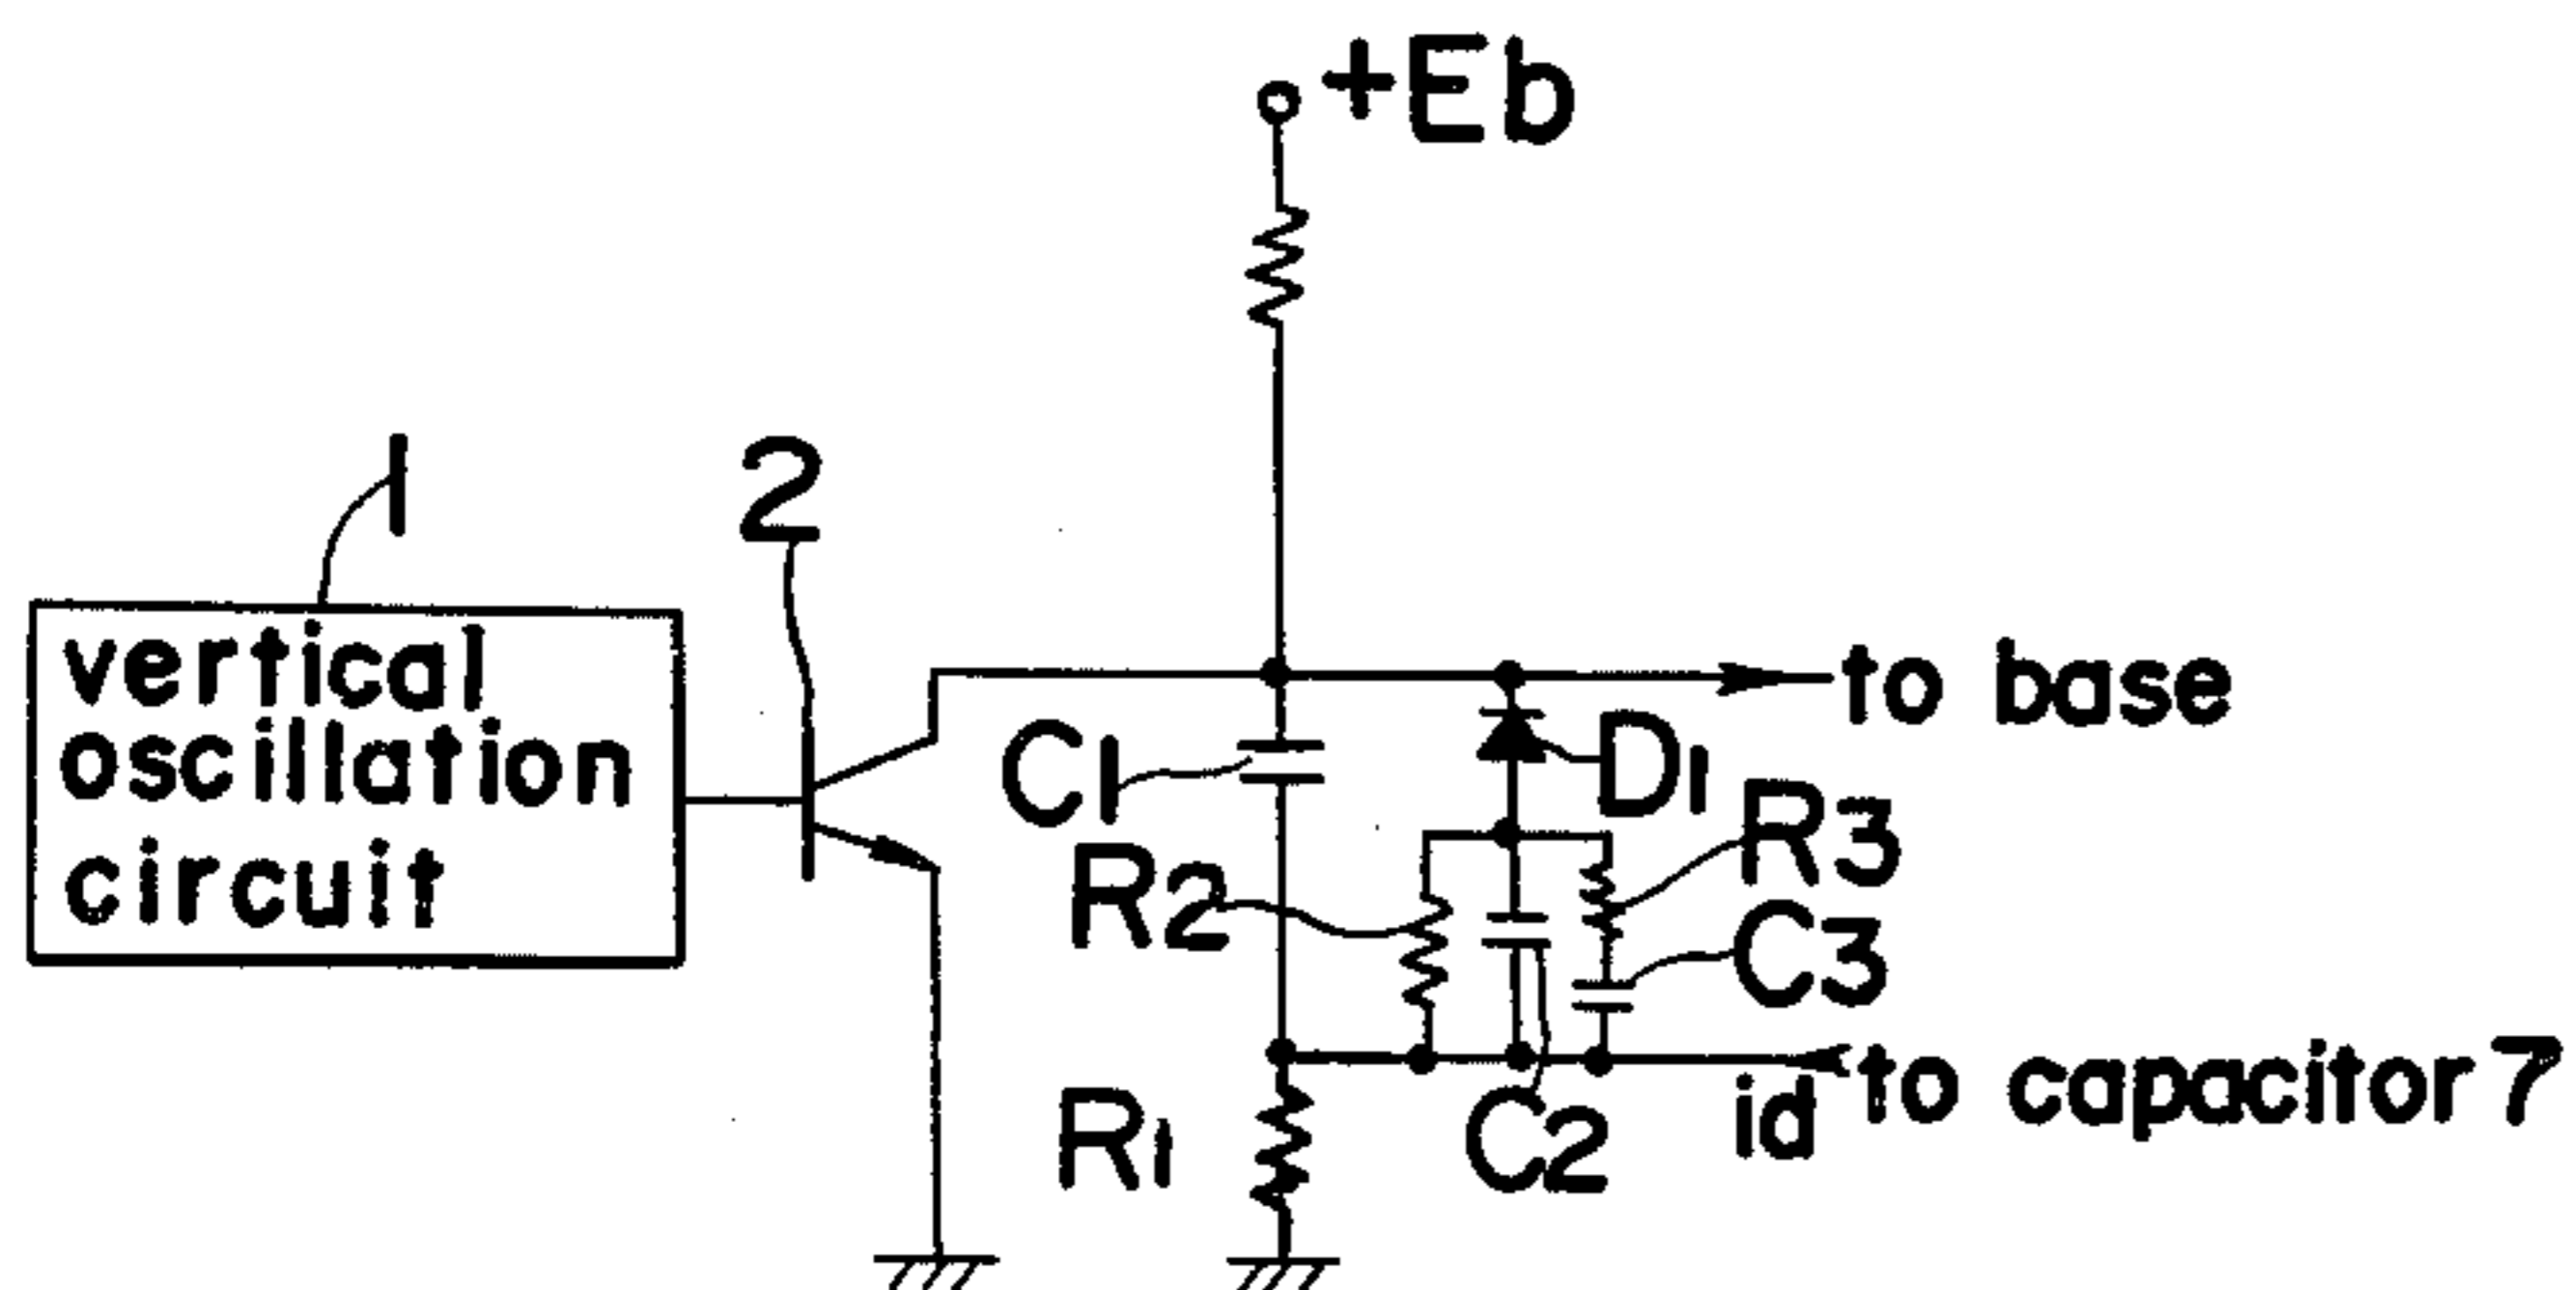 +Eb
1
2
vertical
oscillation
circuit
to base
C1
D1
R3
R2
C3
R1
C2
id
to capacitor 7